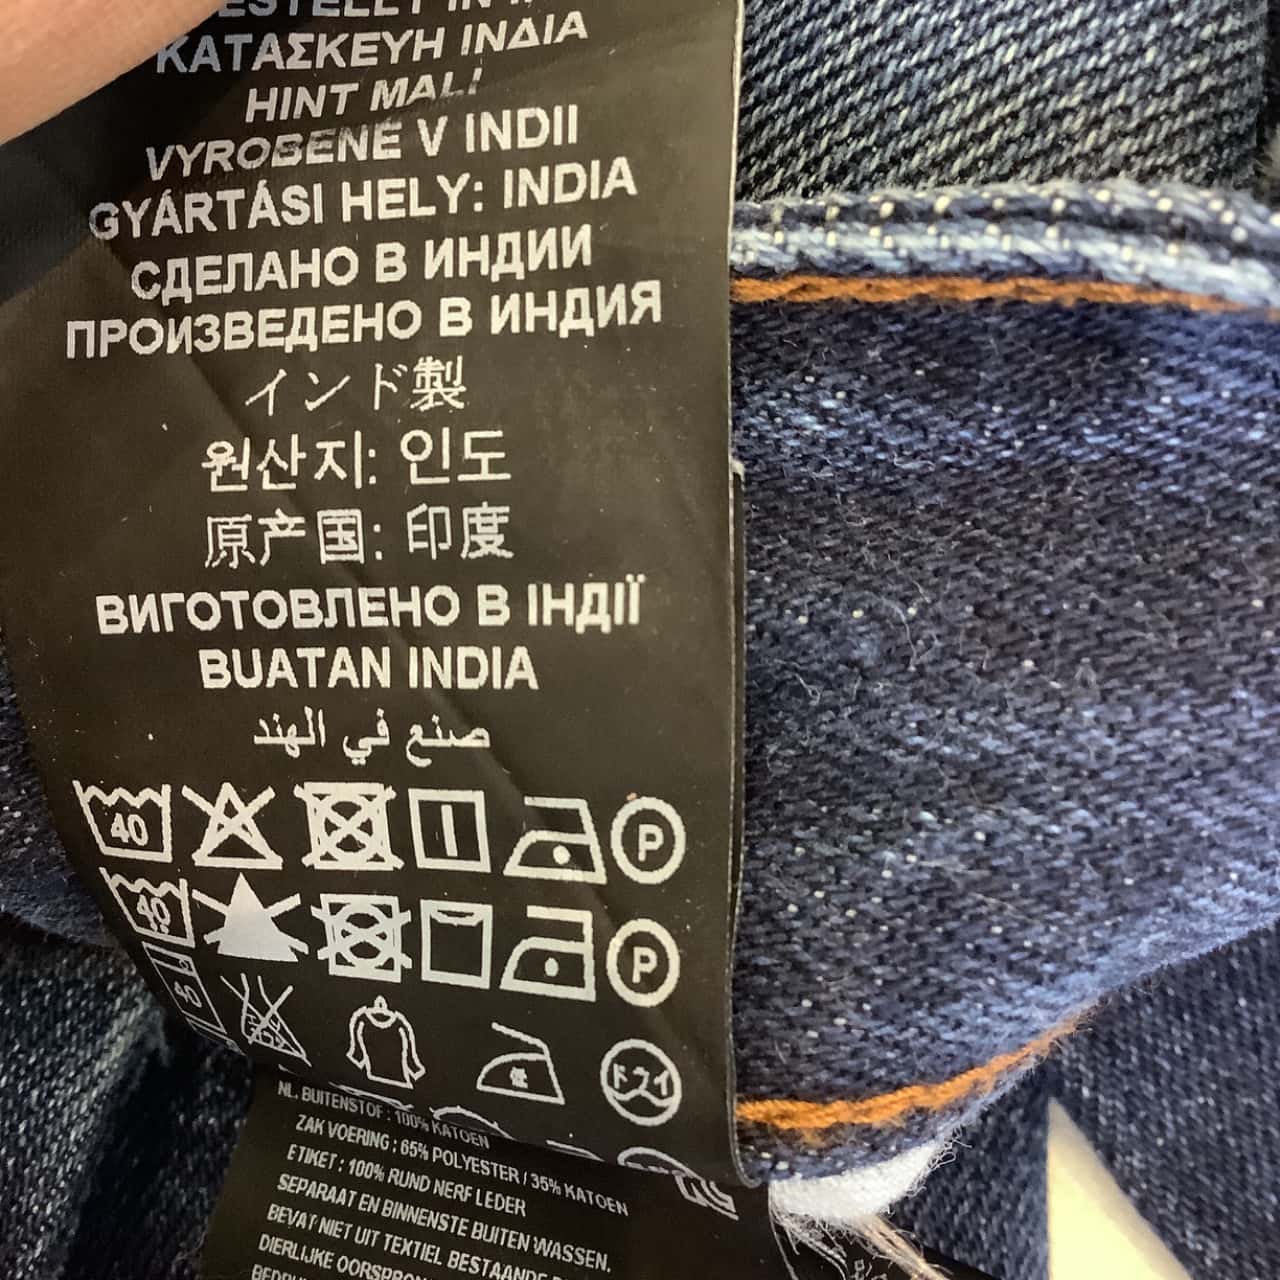 ESTELLT IN
ΚΑΤΑΣΚΕΥΗ ΙΝΔΙΑ
HINT MALI
VYROBENÉ V INDII
GYÁRTÁSI HELY: INDIA
СДЕЛАНО В ИНДИИ
ПРОИЗВЕДЕНО В ИНДИЯ
インド製
원산지: 인도
原产国: 印度
ВИГОТОВЛЕНО В ІНДІЇ
BUATAN INDIA
صنع في الهند
40 P
40 P
40 低 ドライ
NL. BUITENSTOF : 100% KATOEN
ZAK VOERING : 65% POLYESTER / 35% KATOEN
ETIKET : 100% RUND NERF LEDER
SEPARAAT EN BINNENSTE BUITEN WASSEN.
BEVAT NIET UIT TEXTIEL BESTAANDE
DIERLIJKE